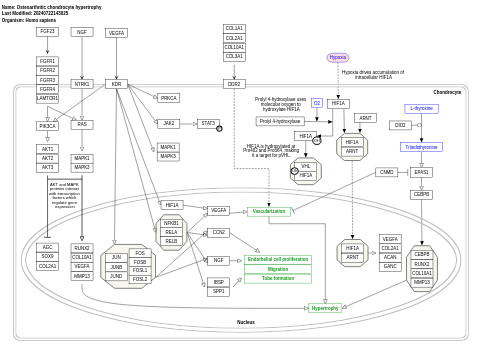 Name: Osteoarthritic chondrocyte hypertrophy
Last Modified: 20240722143025
Organism: Homo sapiens
FGF23
NGF
VEGFA
COL1A1
COL2A1
COL10A1
COL3A1
Hypoxia
Hypoxia drives accumulation of
intracellular HIF1A
FGFR1
FGFR2
FGFR3
FGFR4
LAMTOR1
NTRK1
KDR
DDR2
Chondrocyte
PRKCA
Prolyl 4-hydroxylase uses
molecular oxygen to
hydroxylate HIF1A
O2
HIF1A
L-thyroxine
Prolyl 4-hydroxylase
ARNT
PIK3CA
RAS
JAK2
STAT3
DIO2
HIF1A
HIF1A is hydroxylated at
Pro402 and Pro564, making
it a target for pVHL.
HIF1A
ARNT
Triiodothyronine
AKT1
AKT2
AKT3
MAPK1
MAPK3
MAPK1
MAPK3
VHL
HIF1A
CNMD
EPAS1
AKT and MAPK
proteins interact
with transcription
factors which
regulate gene
expression
CEBPB
HIF1A
VEGFA
Vascularization
NFKB1
RELA
RELB
CCN2
AGC
SOX9
COL2A1
RUNX2
COL10A1
VEGFA
MMP13
JUN
JUNB
JUND
FOS
FOSB
FOSL1
FOSL2
NGF
Endothelial cell proliferation
Migration
Tube formation
HIF1A
ARNT
VEGFA
COL2A1
ACAN
GANC
CEBPB
RUNX2
COL10A1
MMP13
IBSP
SPP1
Hypertrophy
Nucleus